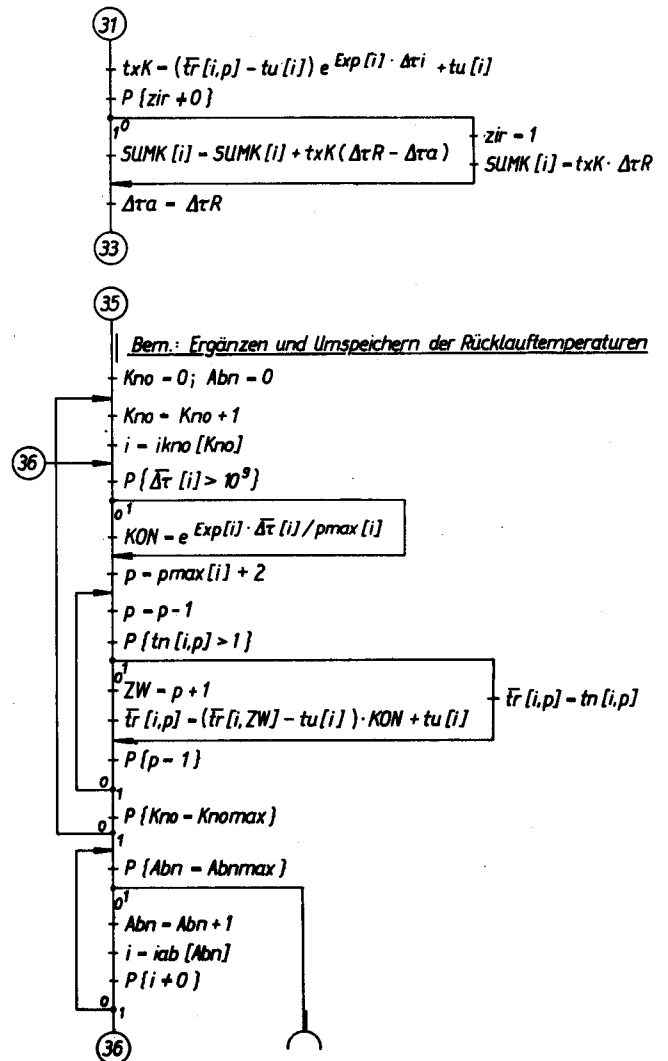 31
txK = (t̅r [i,p] - tu [i]) e^Exp [i] · Δτi + tu [i]
P {zir ≠ 0}
1 0
zir = 1
SUMK [i] = SUMK [i] + txK (ΔτR - Δτa)
SUMK [i] = txK · ΔτR
Δτa = ΔτR
33
35
Bem.: Ergänzen und Umspeichern der Rücklauftemperaturen
Kno = 0; Abn = 0
Kno = Kno + 1
i = ikno [Kno]
36
P {Δ̅τ̅ [i] > 10⁹}
0 1
KON = e^Exp [i] · Δ̅τ̅ [i] / pmax [i]
p = pmax [i] + 2
p = p - 1
P {tn [i,p] > 1}
0 1
ZW = p + 1
t̅r [i,p] = tn [i,p]
t̅r [i,p] = (t̅r [i,ZW] - tu [i]) · KON + tu [i]
P {p = 1}
0 1
P {Kno = Knomax}
0 1
P {Abn = Abnmax}
0 1
Abn = Abn + 1
i = iab [Abn]
P {i ≠ 0}
0 1
36